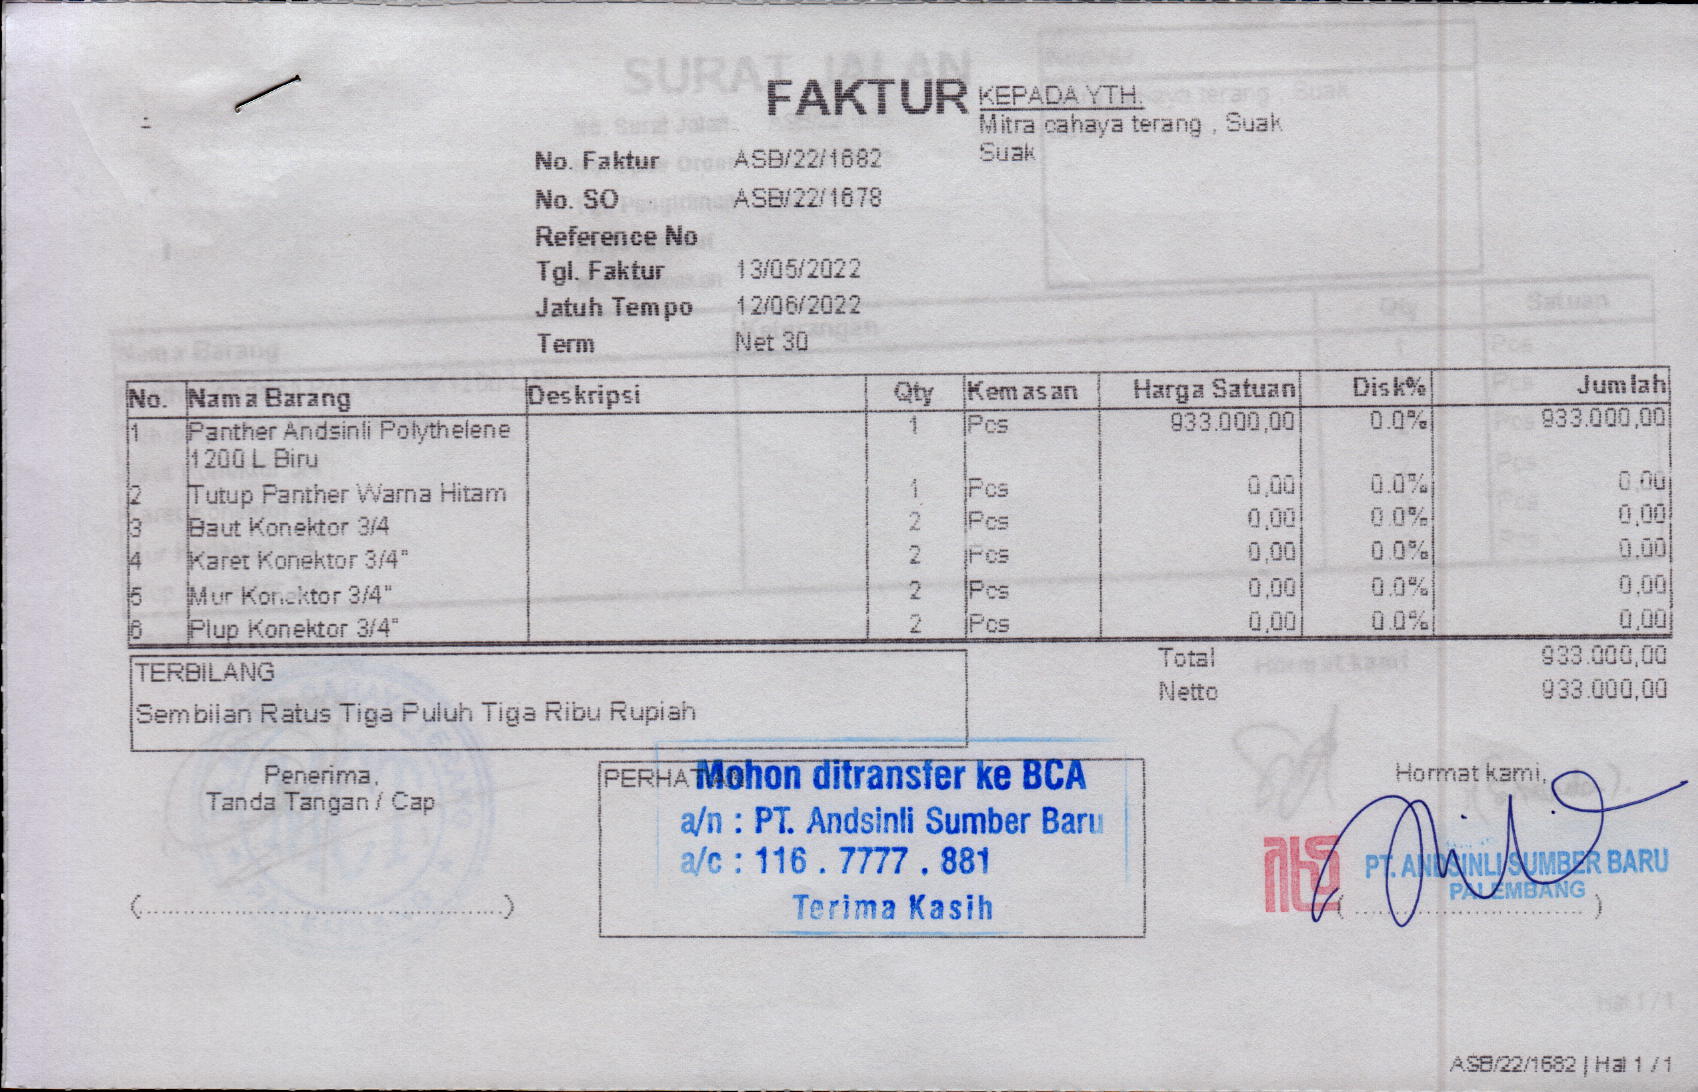 FAKTUR
KEPADA YTH.
Mitra cahaya terang , Suak
Suak
No. Faktur ASB/22/1682
No. SO ASB/22/1678
Reference No
Tgl. Faktur 13/05/2022
Jatuh Tempo 12/06/2022
Term Net 30
No. Nama Barang Deskripsi Qty Kemasan Harga Satuan Disk% Jumlah
1 Panther Andsinli Polythelene 1 Pcs 933.000,00 0.0% 933.000,00
1200 L Biru
2 Tutup Panther Warna Hitam 1 Pcs 0,00 0.0% 0,00
3 Baut Konektor 3/4 2 Pcs 0,00 0.0% 0,00
4 Karet Konektor 3/4" 2 Pcs 0,00 0.0% 0,00
5 Mur Konektor 3/4" 2 Pcs 0,00 0.0% 0,00
6 Plup Konektor 3/4" 2 Pcs 0,00 0.0% 0,00
Total 933.000,00
Netto 933.000,00
TERBILANG
Sembilan Ratus Tiga Puluh Tiga Ribu Rupiah
Penerima,
Tanda Tangan / Cap
(..........................................)
Mohon ditransfer ke BCA
a/n : PT. Andsinli Sumber Baru
a/c : 116 . 7777 . 881
Terima Kasih
Hormat kami,
PT. ANDSINLI SUMBER BARU
PALEMBANG
( ............................ )
ASB/22/1682 | Hal 1 / 1